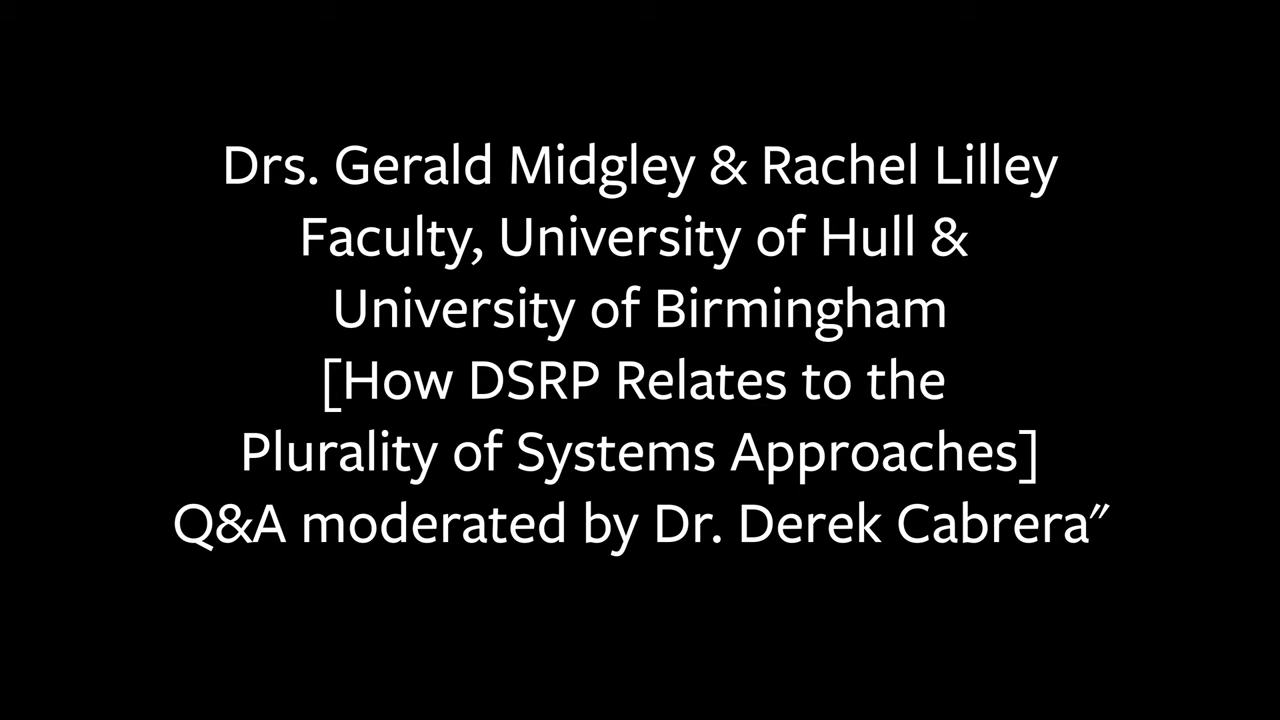 Drs. Gerald Midgley & Rachel Lilley
Faculty, University of Hull &
University of Birmingham
[How DSRP Relates to the
Plurality of Systems Approaches]
Q&A moderated by Dr. Derek Cabrera"